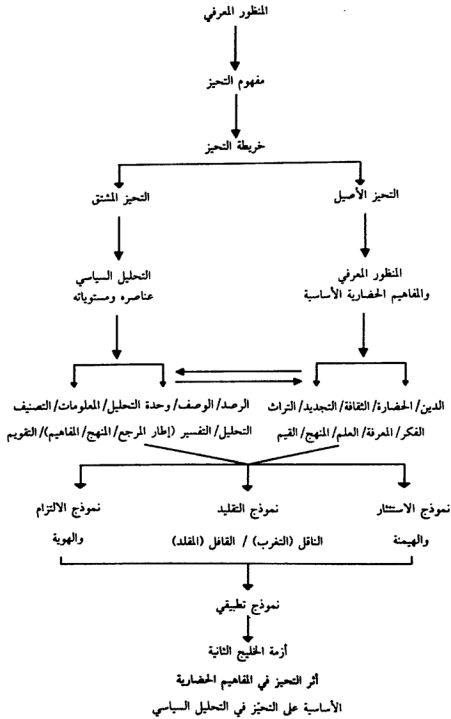 المنظور المعرفي
مفهوم التحيز
خريطة التحيز
التحيز الأصيل
التحيز المشتق
المنظور المعرفي
والمفاهيم الحضارية الأساسية
التحليل السياسي
عناصره ومستوياته
الدين/ الحضارة/ الثقافة/ التجديد/ التراث
الفكر/ المعرفة/ العلم/ المنهج/ القيم
الرصد/ الوصف/ وحدة التحليل/ المعلومات/ التصنيف
التحليل/ التفسير (إطار المرجع/ المنهج/ المفاهيم)/ التقويم
نموذج الاستئثار
والهيمنة
نموذج التقليد
الناقل (التغرب) / القافل (المقلد)
نموذج الالتزام
والهوية
نموذج تطبيقي
أزمة الخليج الثانية
أثر التحيز في المفاهيم الحضارية
الأساسية على التحيّز في التحليل السياسي